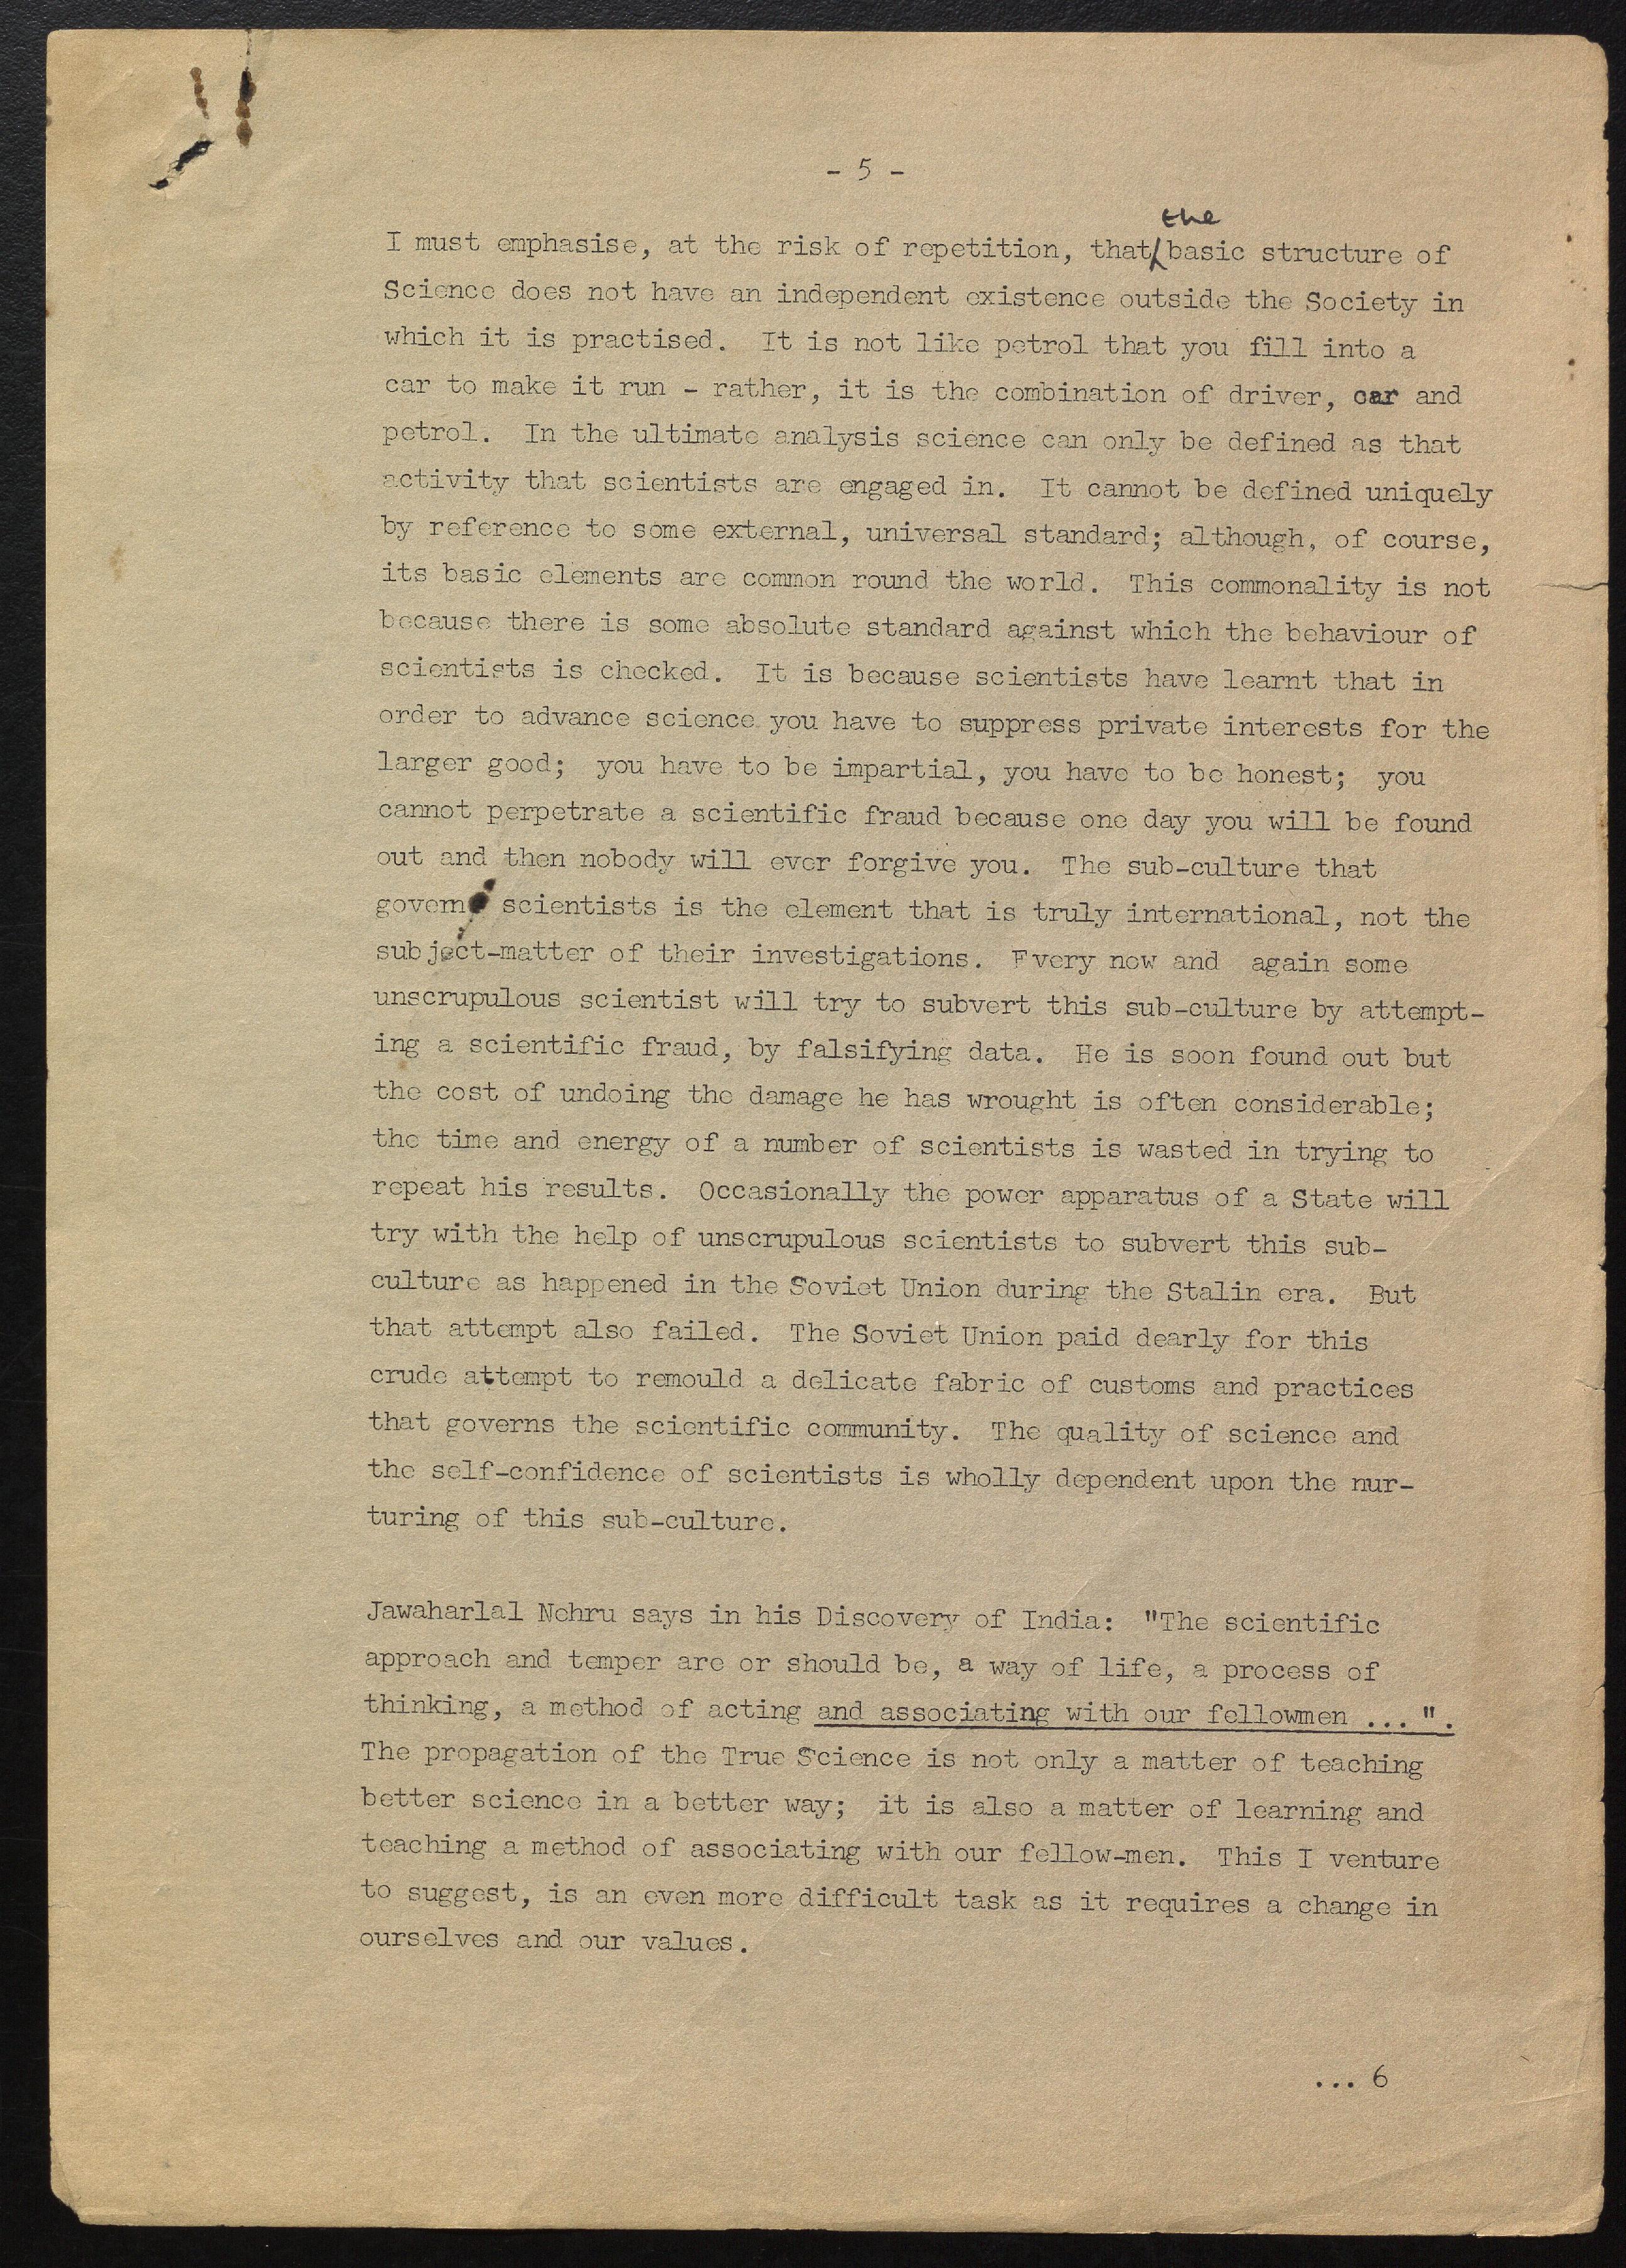 - 5 -
the
I must emphasise, at the risk of repetition, that basic structure of
Science does not have an independent existence outside the Society in
which it is practised. It is not like petrol that you fill into a
car to make it run - rather, it is the combination of driver, car and
petrol. In the ultimate analysis science can only be defined as that
activity that scientists are engaged in. It cannot be defined uniquely
by reference to some external, universal standard; although, of course,
its basic elements are common round the world. This commonality is not
because there is some absolute standard against which the behaviour of
scientists is checked. It is because scientists have learnt that in
order to advance science you have to suppress private interests for the
larger good; you have to be impartial, you have to be honest; you
cannot perpetrate a scientific fraud because one day you will be found
out and then nobody will ever forgive you. The sub-culture that
governs scientists is the element that is truly international, not the
subject-matter of their investigations. Every now and again some
unscrupulous scientist will try to subvert this sub-culture by attempt-
ing a scientific fraud, by falsifying data. He is soon found out but
the cost of undoing the damage he has wrought is often considerable;
the time and energy of a number of scientists is wasted in trying to
repeat his results. Occasionally the power apparatus of a State will
try with the help of unscrupulous scientists to subvert this sub-
culture as happened in the Soviet Union during the Stalin era. But
that attempt also failed. The Soviet Union paid dearly for this
crude attempt to remould a delicate fabric of customs and practices
that governs the scientific community. The quality of science and
the self-confidence of scientists is wholly dependent upon the nur-
turing of this sub-culture.
Jawaharlal Nehru says in his Discovery of India: "The scientific
approach and temper are or should be, a way of life, a process of
thinking, a method of acting and associating with our fellowmen ... ".
The propagation of the True Science is not only a matter of teaching
better science in a better way; it is also a matter of learning and
teaching a method of associating with our fellow-men. This I venture
to suggest, is an even more difficult task as it requires a change in
ourselves and our values.
... 6